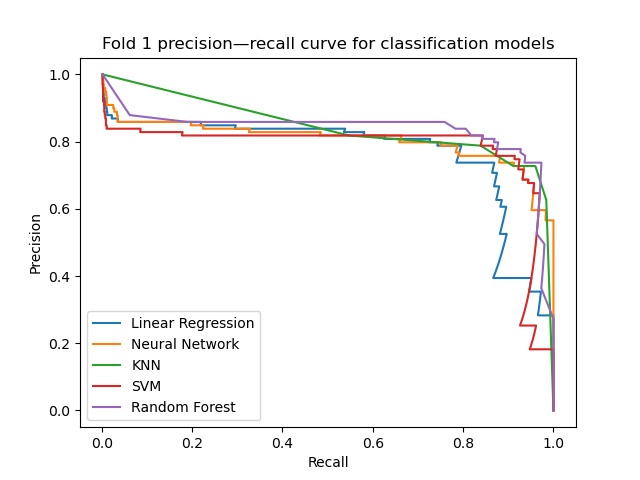 Fold 1 precision—recall curve for classification models
1.0
0.8
0.6
0.4
0.2
0.0
Precision
Linear Regression
Neural Network
KNN
SVM
Random Forest
0.0 0.2 0.4 0.6 0.8 1.0
Recall